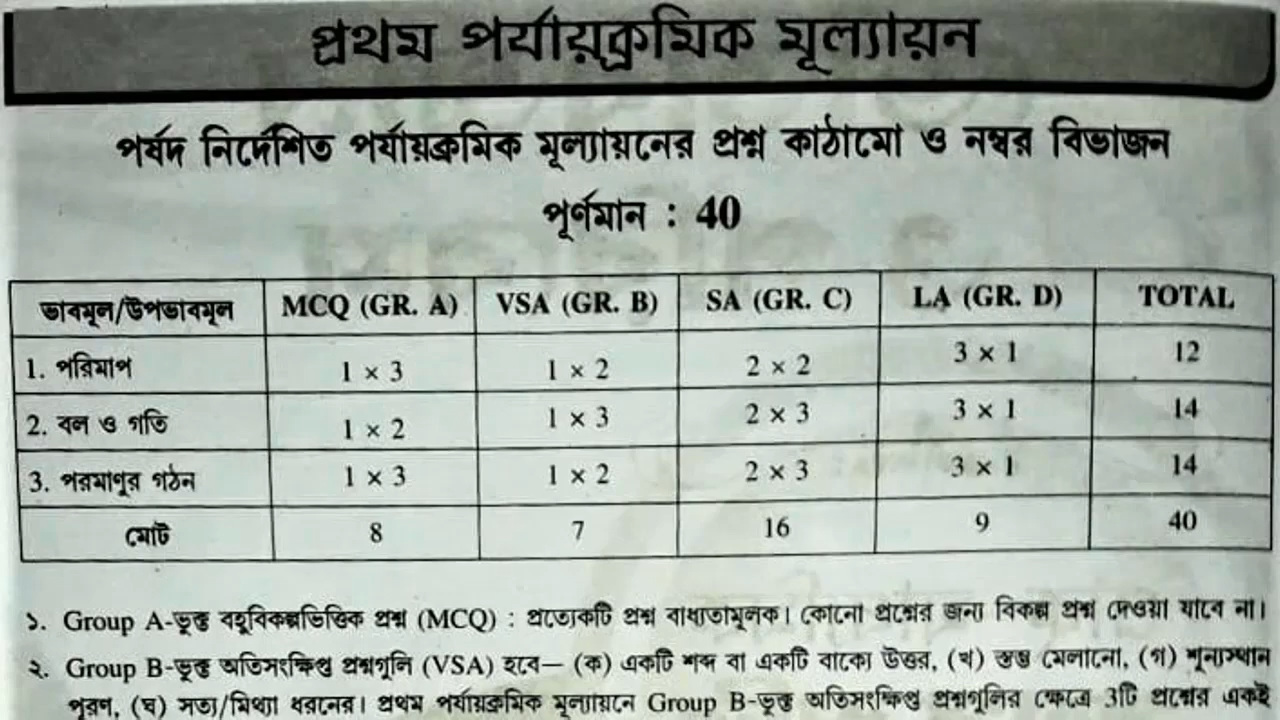 প্রথম পর্যায়ক্রমিক মূল্যায়ন
পর্ষদ নির্দেশিত পর্যায়ক্রমিক মূল্যায়নের প্রশ্ন কাঠামো ও নম্বর বিভাজন
পূর্ণমান : 40
ভাবমূল/উপভাবমূল MCQ (GR. A) VSA (GR. B) SA (GR. C) LA (GR. D) TOTAL
1. পরিমাপ 1 × 3 1 × 2 2 × 2 3 × 1 12
2. বল ও গতি 1 × 2 1 × 3 2 × 3 3 × 1 14
3. পরমাণুর গঠন 1 × 3 1 × 2 2 × 3 3 × 1 14
মোট 8 7 16 9 40
১. Group A-ভুক্ত বহুবিকল্পভিত্তিক প্রশ্ন (MCQ) : প্রত্যেকটি প্রশ্ন বাধ্যতামূলক। কোনো প্রশ্নের জন্য বিকল্প প্রশ্ন দেওয়া যাবে না।
২. Group B-ভুক্ত অতিসংক্ষিপ্ত প্রশ্নগুলি (VSA) হবে— (ক) একটি শব্দ বা একটি বাক্যে উত্তর, (খ) স্তম্ভ মেলানো, (গ) শূন্যস্থান
পূরণ, (ঘ) সত্য/মিথ্যা ধরনের। প্রথম পর্যায়ক্রমিক মূল্যায়নে Group B-ভুক্ত অতিসংক্ষিপ্ত প্রশ্নগুলির ক্ষেত্রে 3টি প্রশ্নের একই